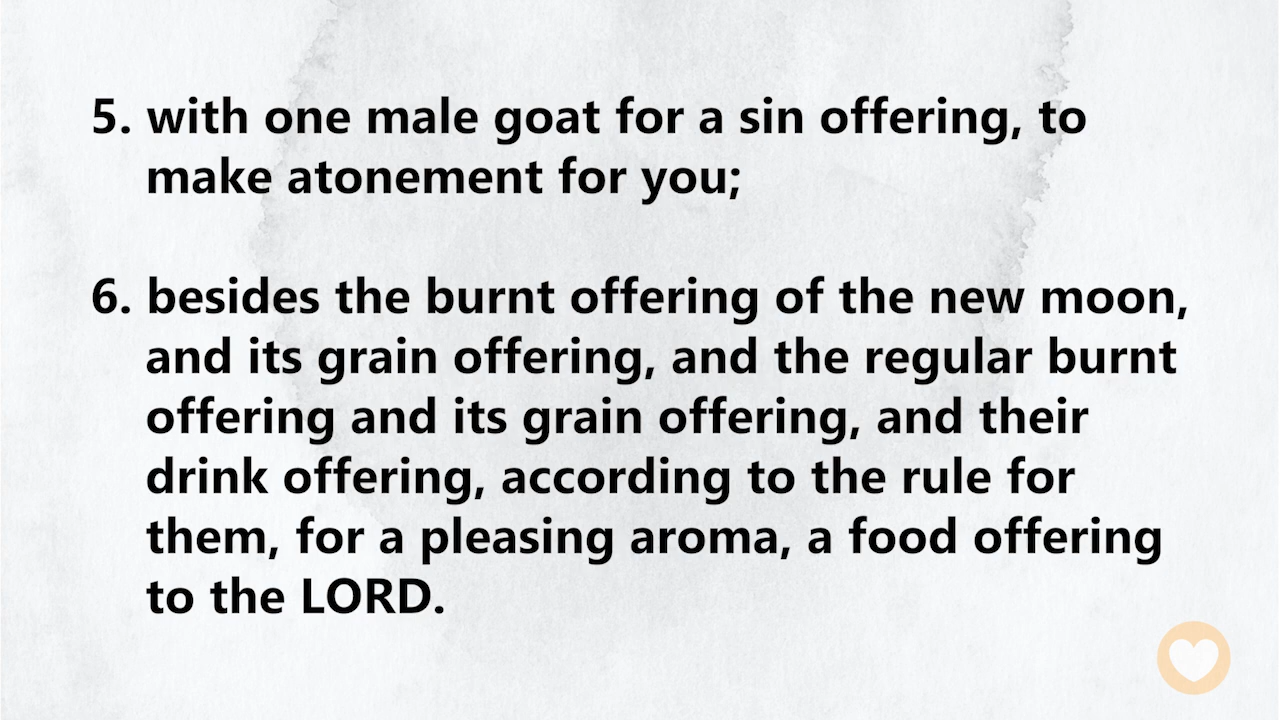 5. with one male goat for a sin offering, to
make atonement for you;
6. besides the burnt offering of the new moon,
and its grain offering, and the regular burnt
offering and its grain offering, and their
drink offering, according to the rule for
them, for a pleasing aroma, a food offering
to the LORD.